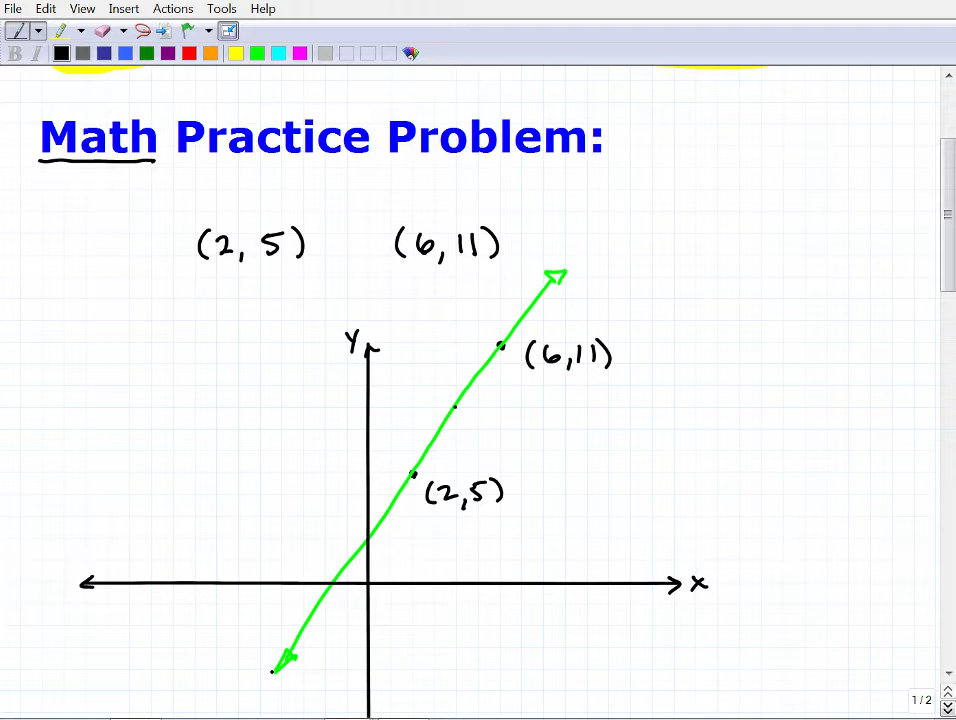 File Edit View Insert Actions Tools Help
B I
Math Practice Problem:
(2, 5) (6, 11)
Y
(6, 11)
(2, 5)
X
1 / 2